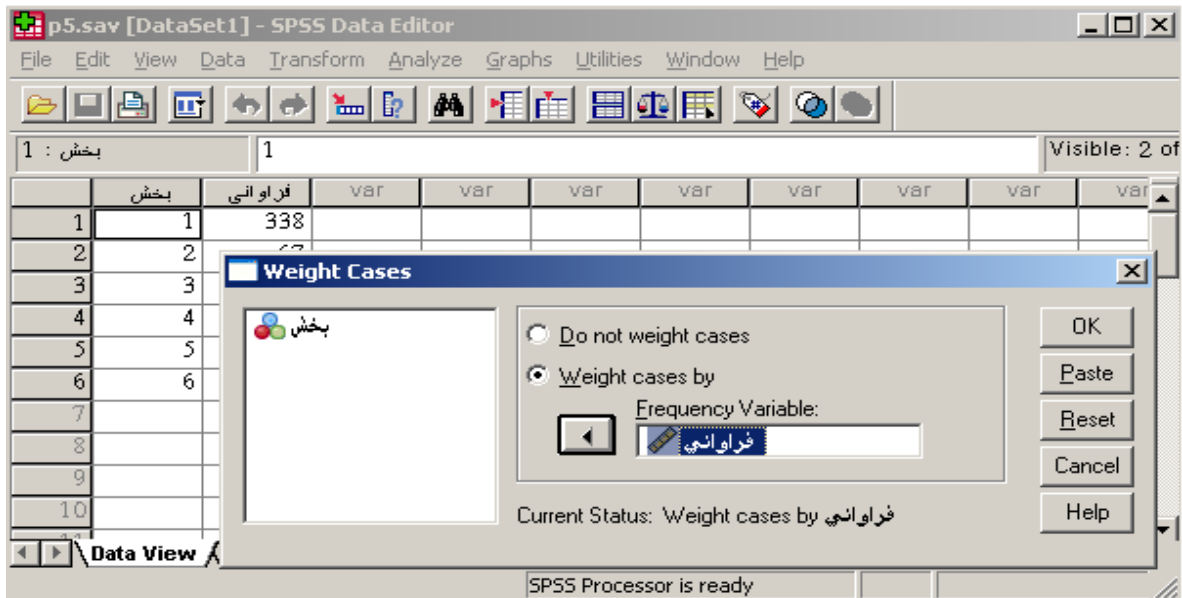 p5.sav [DataSet1] - SPSS Data Editor
File Edit View Data Transform Analyze Graphs Utilities Window Help
1 : بخش 1 Visible: 2 of
بخش فراوانی var var var var var var var var
1 1 338
2 2
3 3
4 4
5 5
6 6
7
8
9
10
Weight Cases
بخش
Do not weight cases
Weight cases by
Frequency Variable:
فراواني
Current Status: Weight cases by فراواني
OK
Paste
Reset
Cancel
Help
Data View
SPSS Processor is ready